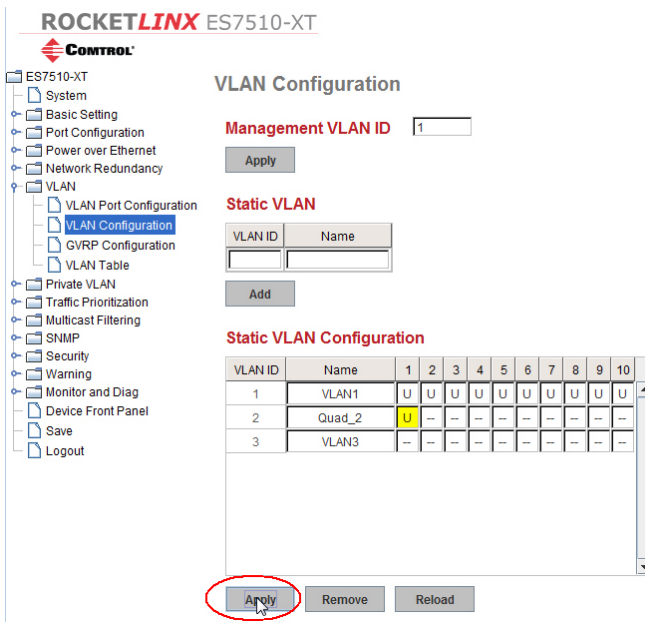 ROCKETLINX ES7510-XT
COMTROL
ES7510-XT
System
Basic Setting
Port Configuration
Power over Ethernet
Network Redundancy
VLAN
VLAN Port Configuration
VLAN Configuration
GVRP Configuration
VLAN Table
Private VLAN
Traffic Prioritization
Multicast Filtering
SNMP
Security
Warning
Monitor and Diag
Device Front Panel
Save
Logout
VLAN Configuration
Management VLAN ID 1
Apply
Static VLAN
VLAN ID Name
Add
Static VLAN Configuration
VLAN ID Name 1 2 3 4 5 6 7 8 9 10
1 VLAN1 U U U U U U U U U U
2 Quad_2 U -- -- -- -- -- -- -- -- --
3 VLAN3 -- -- -- -- -- -- -- -- -- --
Apply Remove Reload